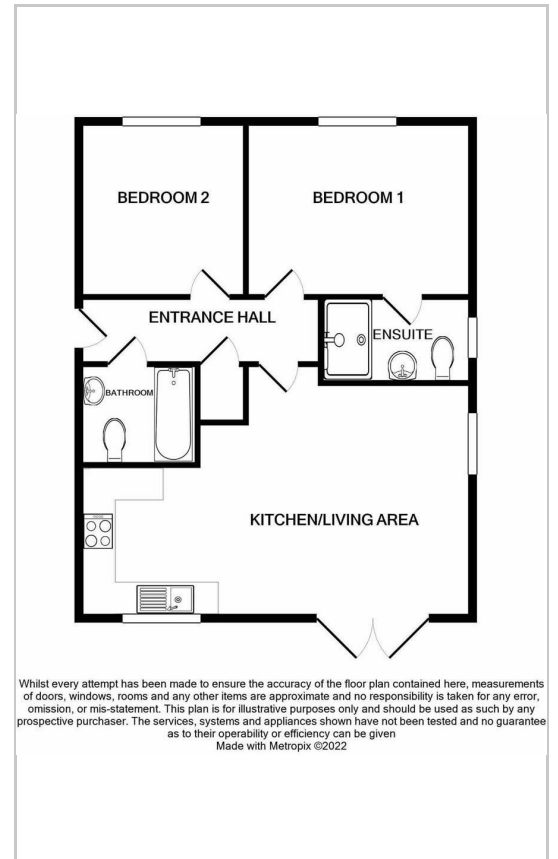 BEDROOM 2
BEDROOM 1
ENTRANCE HALL
ENSUITE
BATHROOM
KITCHEN/LIVING AREA
Whilst every attempt has been made to ensure the accuracy of the floor plan contained here, measurements
of doors, windows, rooms and any other items are approximate and no responsibility is taken for any error,
omission, or mis-statement. This plan is for illustrative purposes only and should be used as such by any
prospective purchaser. The services, systems and appliances shown have not been tested and no guarantee
as to their operability or efficiency can be given
Made with Metropix ©2022